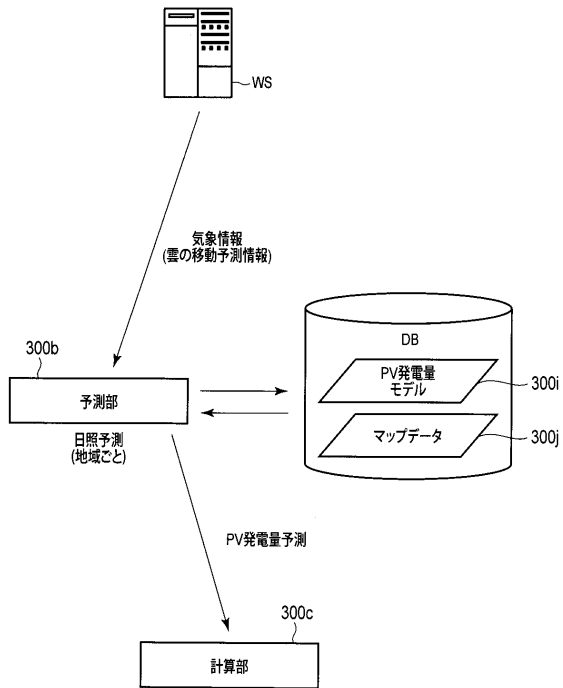 WS
気象情報
(雲の移動予測情報)
300b
予測部
日照予測
(地域ごと)
DB
PV発電量
モデル
300i
マップデータ
300j
PV発電量予測
300c
計算部